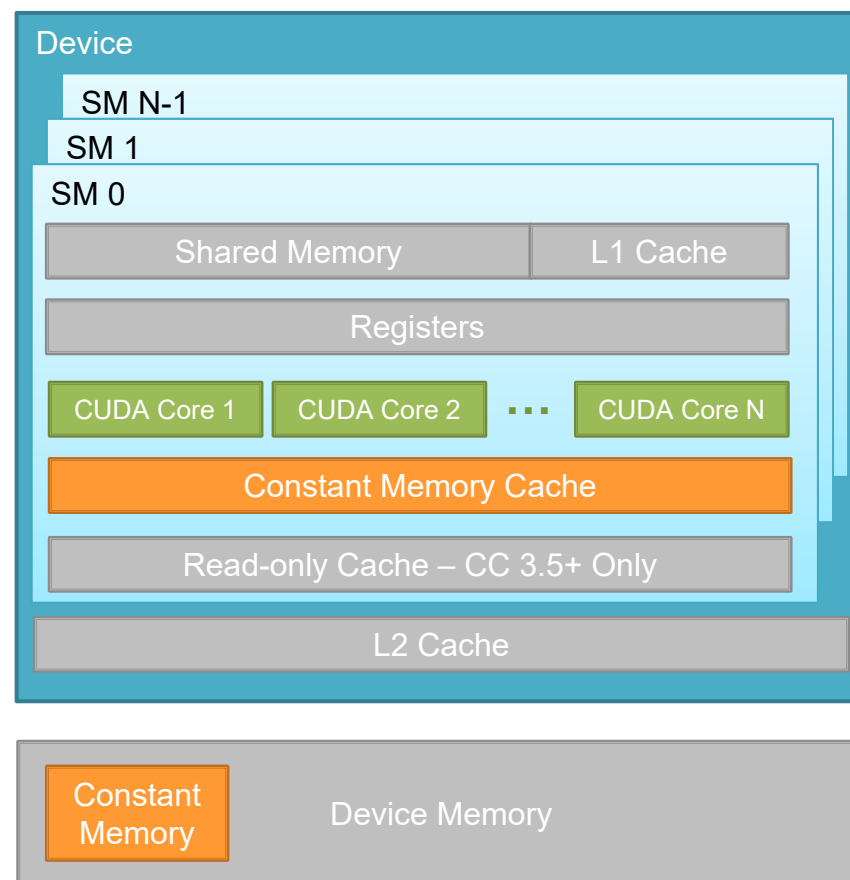 Device
SM N-1
SM 1
SM 0
Shared Memory
L1 Cache
Registers
CUDA Core 1
CUDA Core 2
...
CUDA Core N
Constant Memory Cache
Read-only Cache – CC 3.5+ Only
L2 Cache
Constant
Memory
Device Memory